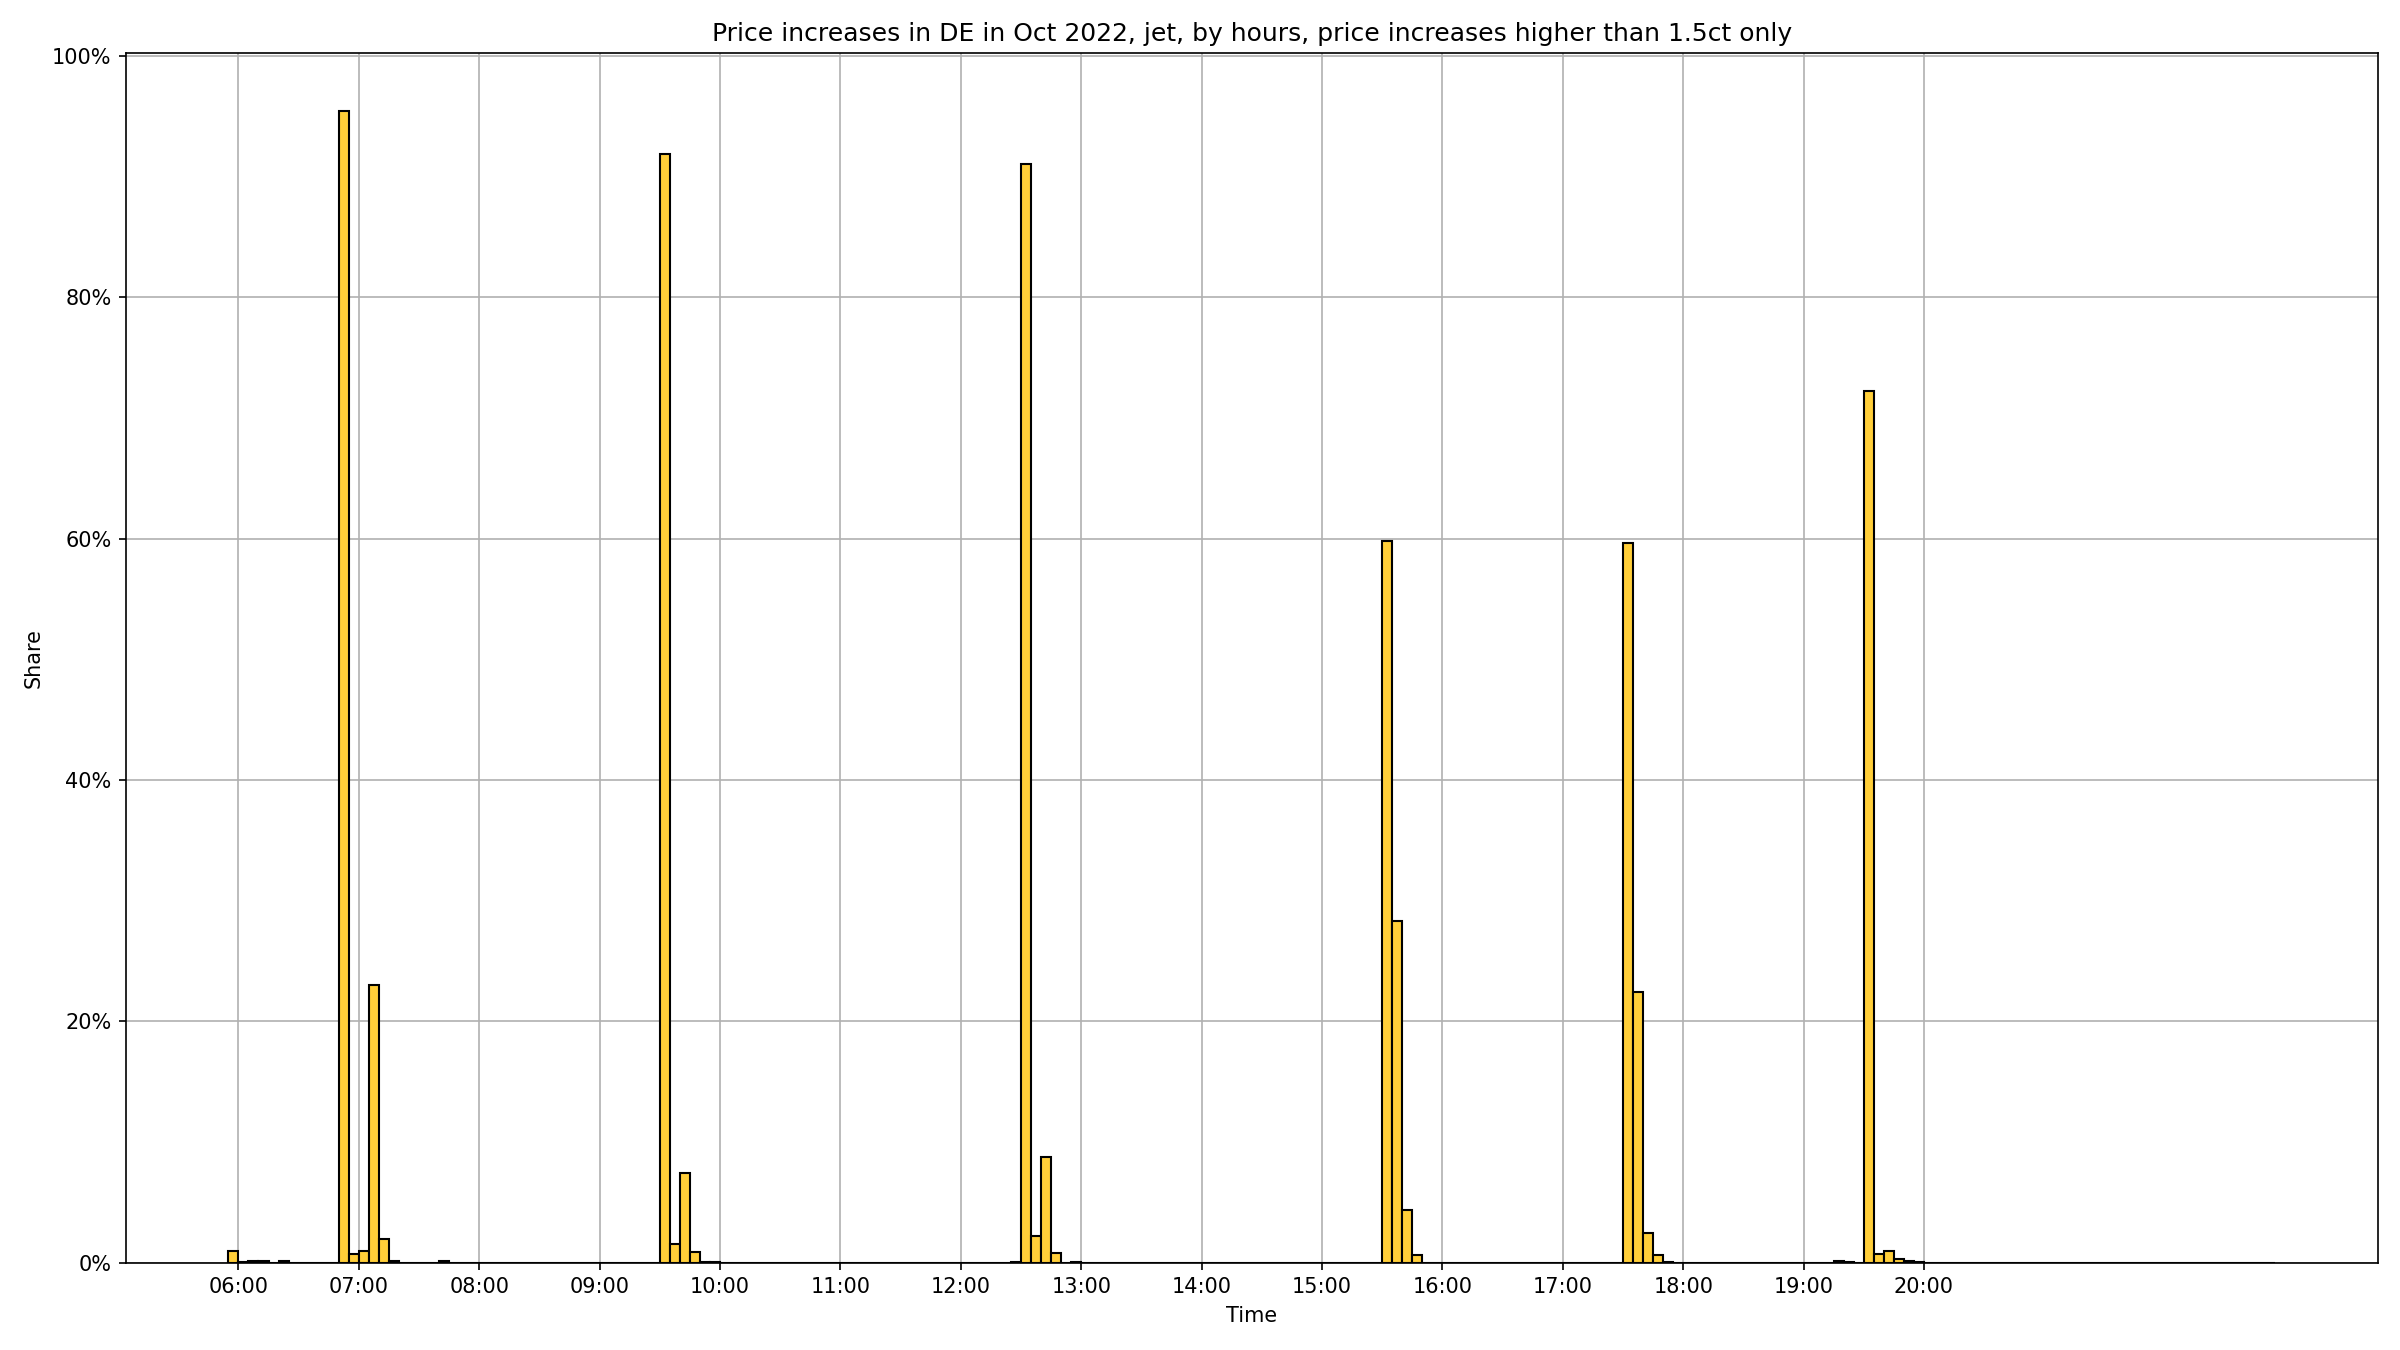 Price increases in DE in Oct 2022, jet, by hours, price increases higher than 1.5ct only
100%
80%
60%
40%
20%
0%
Share
06:00 07:00 08:00 09:00 10:00 11:00 12:00 13:00 14:00 15:00 16:00 17:00 18:00 19:00 20:00
Time